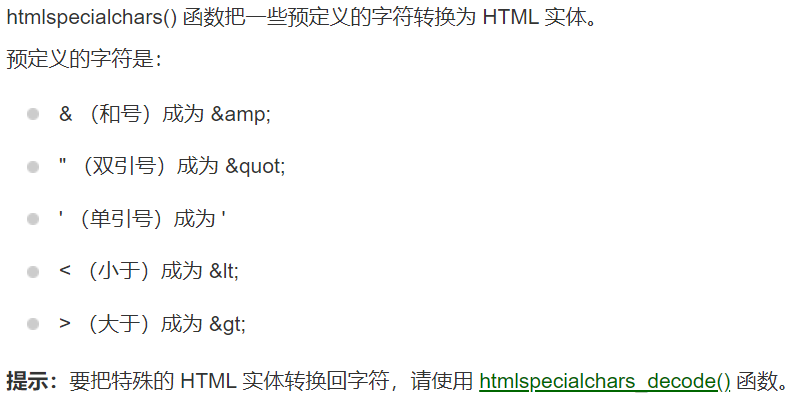 htmlspecialchars() 函数把一些预定义的字符转换为 HTML 实体。
预定义的字符是：
& （和号）成为 &amp;
" （双引号）成为 &quot;
' （单引号）成为 '
< （小于）成为 &lt;
> （大于）成为 &gt;
提示：要把特殊的 HTML 实体转换回字符，请使用 htmlspecialchars_decode() 函数。